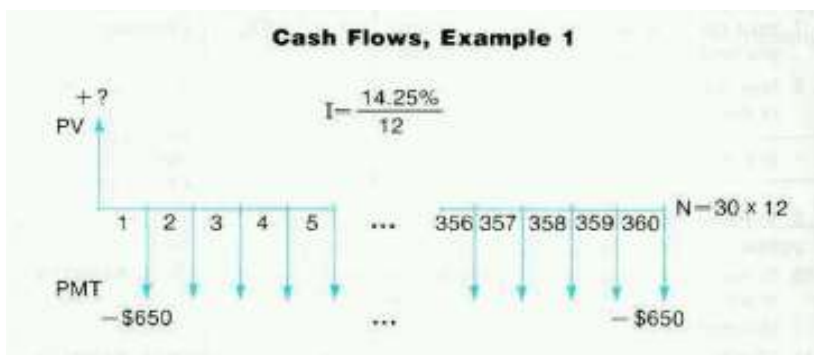 Cash Flows, Example 1
+?
PV
I=14.25%/12
1 2 3 4 5 ... 356 357 358 359 360 N=30 x 12
PMT
-$650 ... -$650